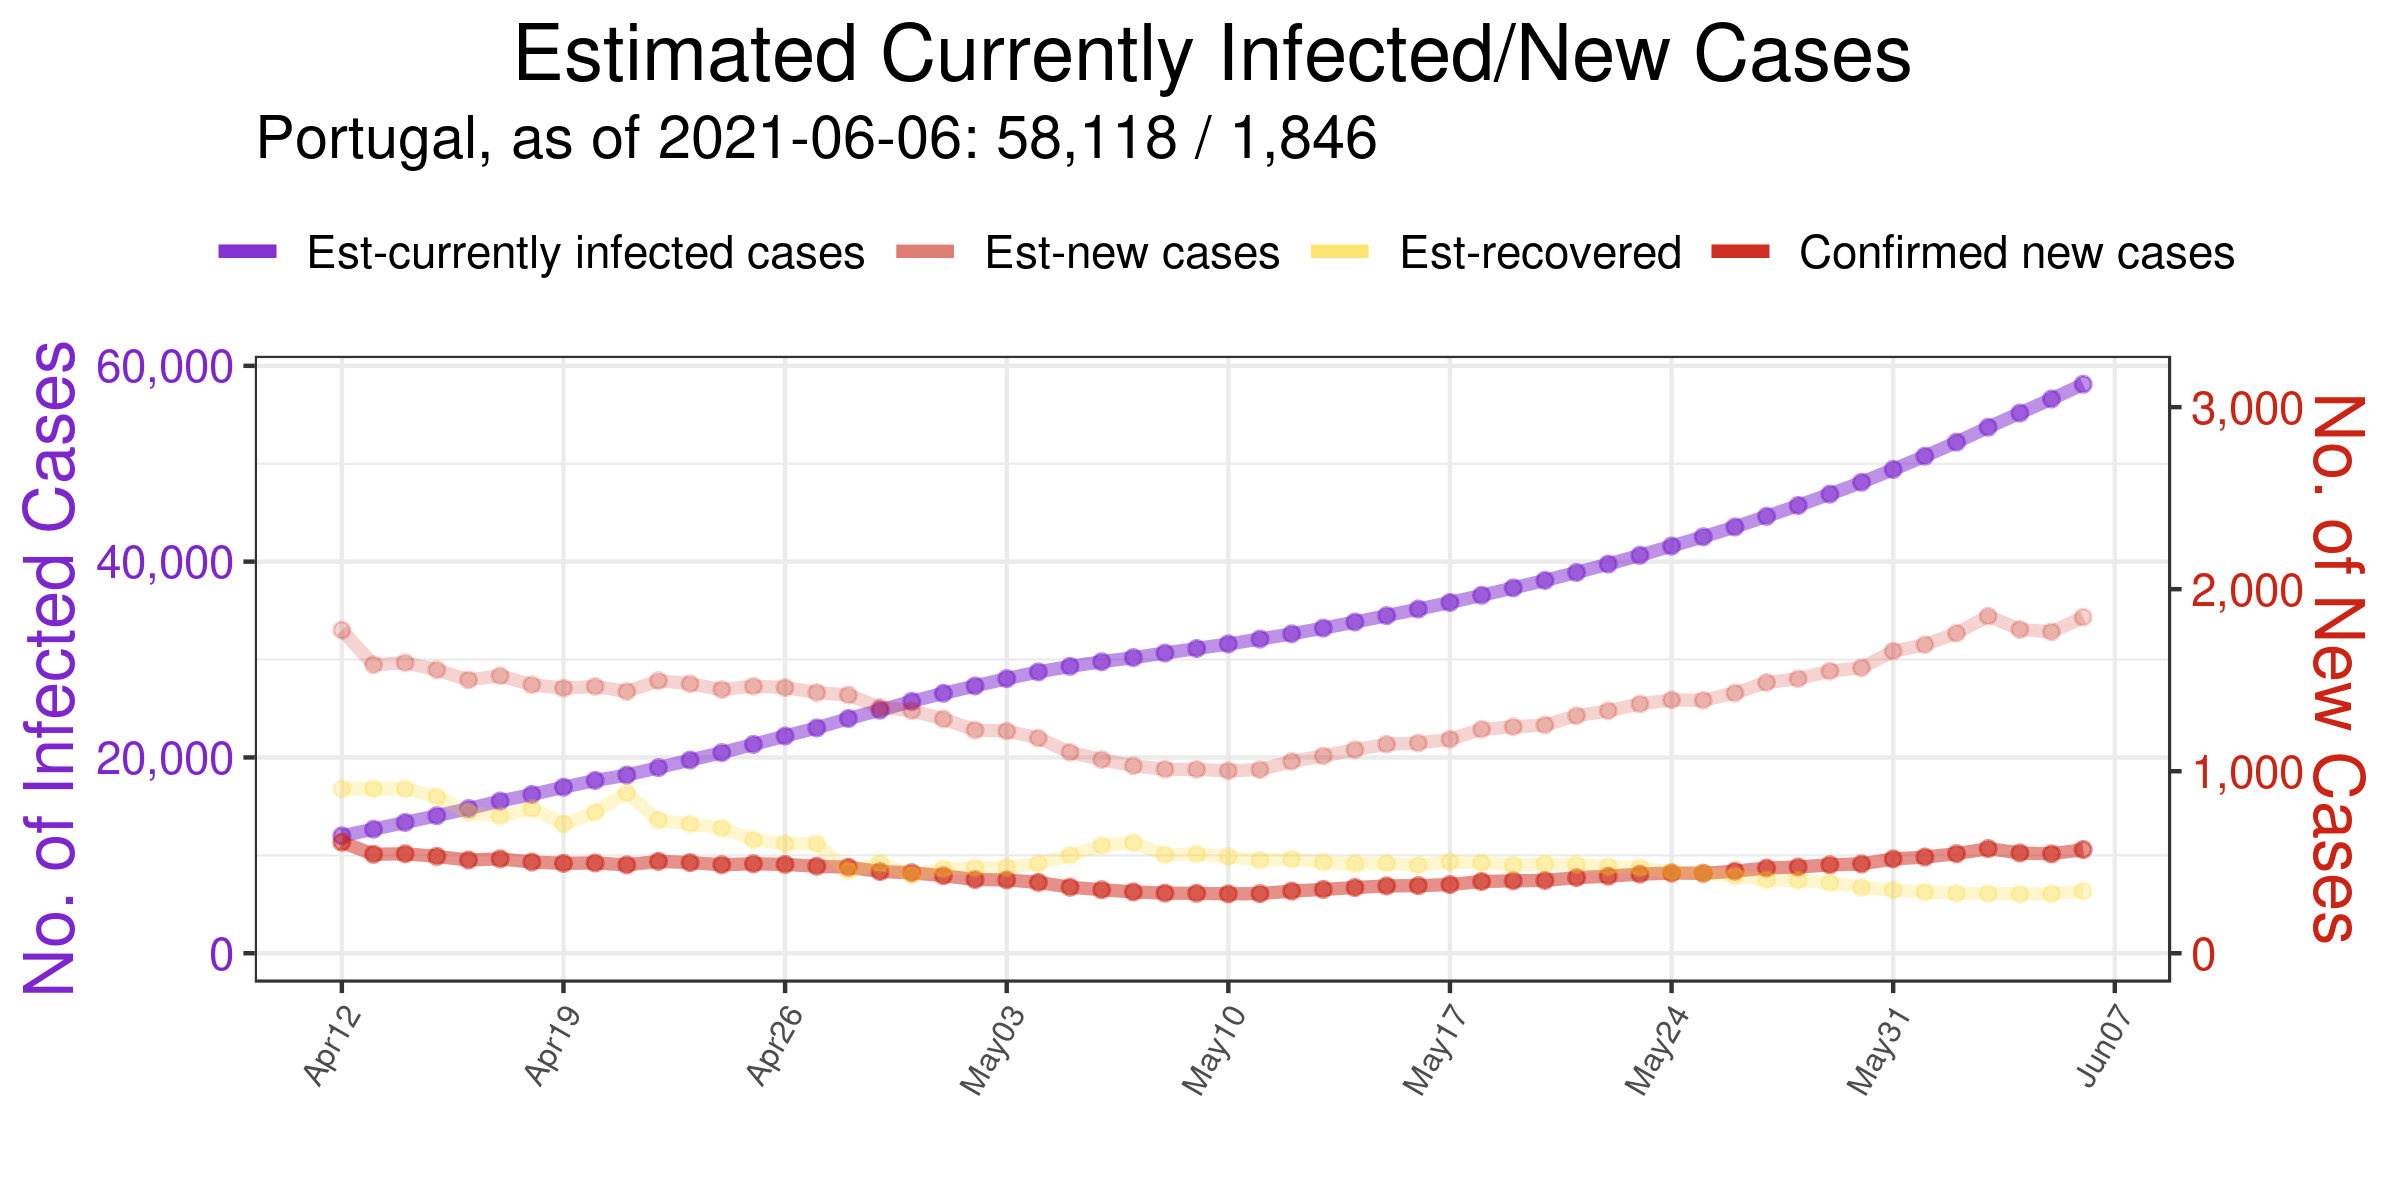 Estimated Currently Infected/New Cases
Portugal, as of 2021-06-06: 58,118 / 1,846
Est-currently infected cases Est-new cases Est-recovered Confirmed new cases
No. of Infected Cases
60,000
40,000
20,000
0
3,000
2,000
1,000
0
No. of New Cases
Apr12 Apr19 Apr26 May03 May10 May17 May24 May31 Jun07